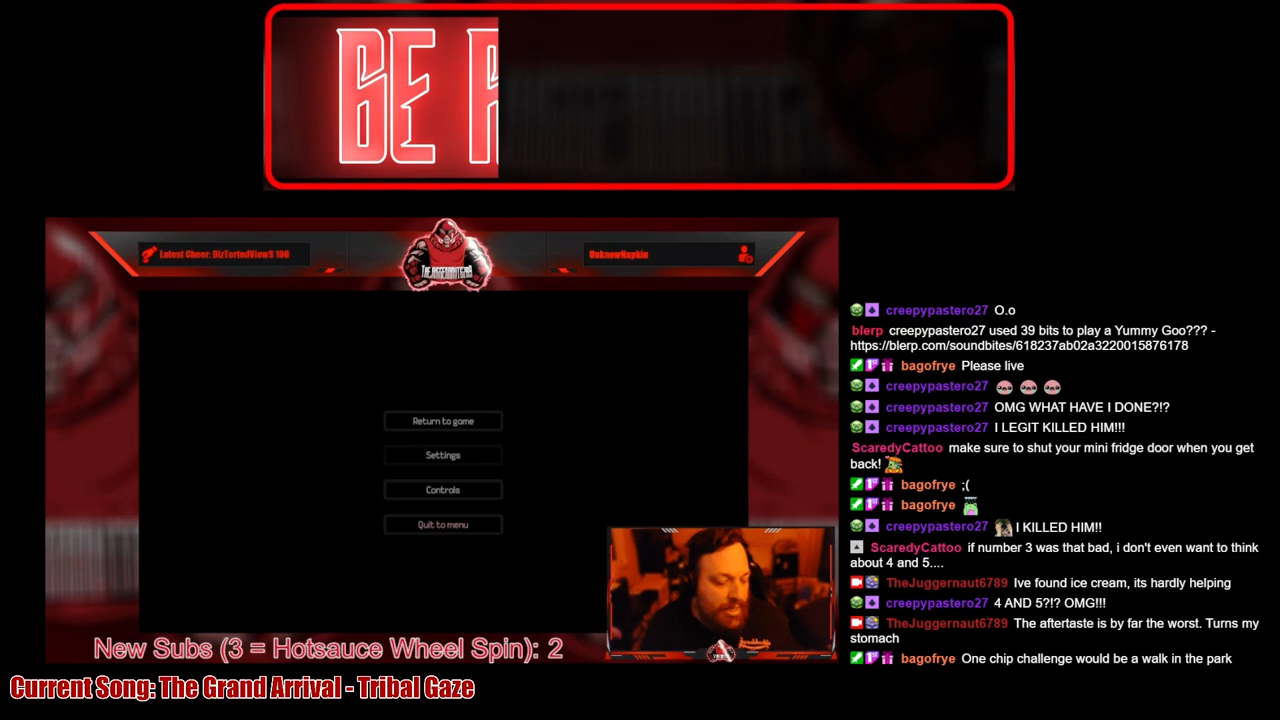 BE
Latest Cheer: DizTortedViewS 100
THEJUGGERNAUT6789
UnknowNapkin
Return to game
Settings
Controls
Quit to menu
New Subs (3 = Hotsauce Wheel Spin): 2
Current Song: The Grand Arrival - Tribal Gaze
creepypastero27 O.o
blerp creepypastero27 used 39 bits to play a Yummy Goo??? -
https://blerp.com/soundbites/618237ab02a3220015876178
bagofrye Please live
creepypastero27
creepypastero27 OMG WHAT HAVE I DONE?!?
creepypastero27 I LEGIT KILLED HIM!!!
ScaredyCattoo make sure to shut your mini fridge door when you get
back!
bagofrye ;(
bagofrye
creepypastero27 I KILLED HIM!!
ScaredyCattoo if number 3 was that bad, i don't even want to think
about 4 and 5....
TheJuggernaut6789 Ive found ice cream, its hardly helping
creepypastero27 4 AND 5?!? OMG!!!
TheJuggernaut6789 The aftertaste is by far the worst. Turns my
stomach
bagofrye One chip challenge would be a walk in the park